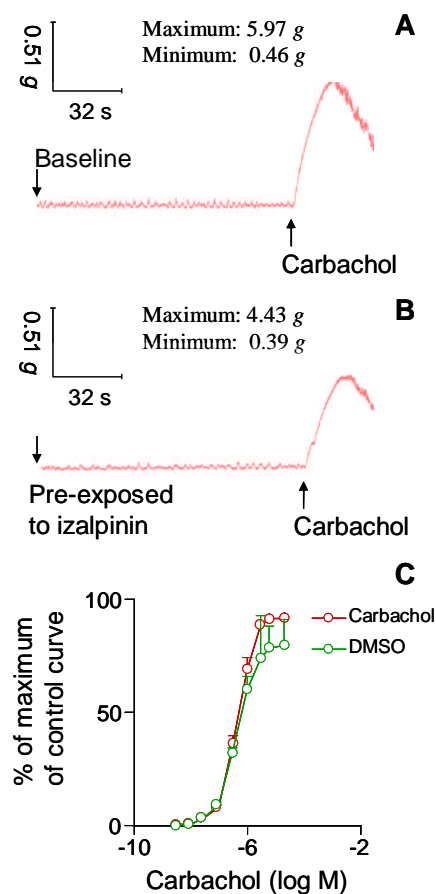 A
Maximum: 5.97 g
Minimum: 0.46 g
0.51 g
32 s
Baseline
Carbachol
B
Maximum: 4.43 g
Minimum: 0.39 g
0.51 g
32 s
Pre-exposed
to izalpinin
Carbachol
C
% of maximum
of control curve
100
50
0
Carbachol
DMSO
-10
-6
-2
Carbachol (log M)